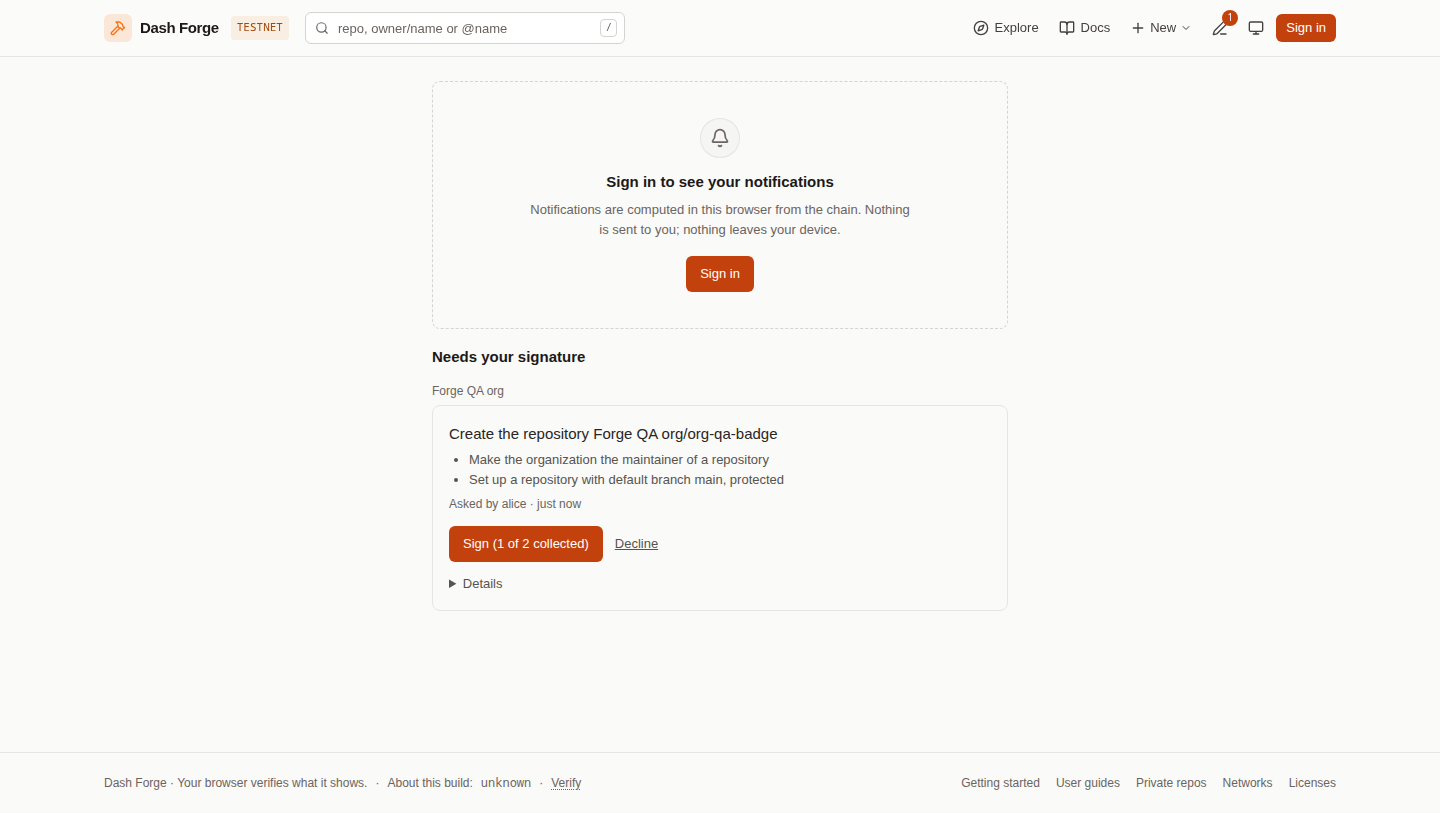 Dash Forge TESTNET repo, owner/name or @name / Explore Docs New 1 Sign in
Sign in to see your notifications
Notifications are computed in this browser from the chain. Nothing
is sent to you; nothing leaves your device.
Sign in
Needs your signature
Forge QA org
Create the repository Forge QA org/org-qa-badge
• Make the organization the maintainer of a repository
• Set up a repository with default branch main, protected
Asked by alice · just now
Sign (1 of 2 collected) Decline
Details
Dash Forge · Your browser verifies what it shows. · About this build: unknown · Verify Getting started User guides Private repos Networks Licenses